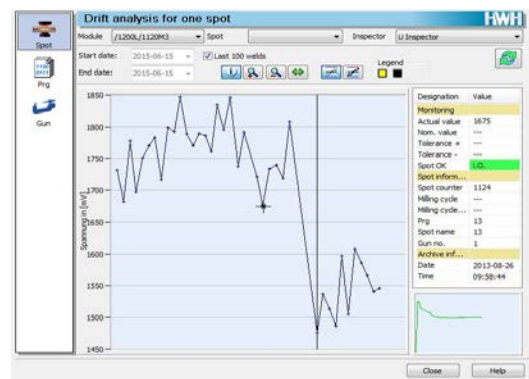 Drift analysis for one spot
HWH
Module /1200L/1120M3 Spot Inspector U Inspector
Start date: 2015-06-15 Last 100 welds
End date: 2015-06-15
Legend
Spot
Prg
Gun
Spannung in [mV]
1850
1800
1750
1700
1650
1600
1550
1500
1450
Designation Value
Monitoring
Actual value 1675
Nom. value ---
Tolerance + ---
Tolerance - ---
Spot OK i.O.
Spot inform...
Spot counter 1124
Milling cycle ---
Milling cycle... ---
Prg 13
Spot name 13
Gun no. 1
Archive inf...
Date 2013-08-26
Time 09:58:44
Close Help